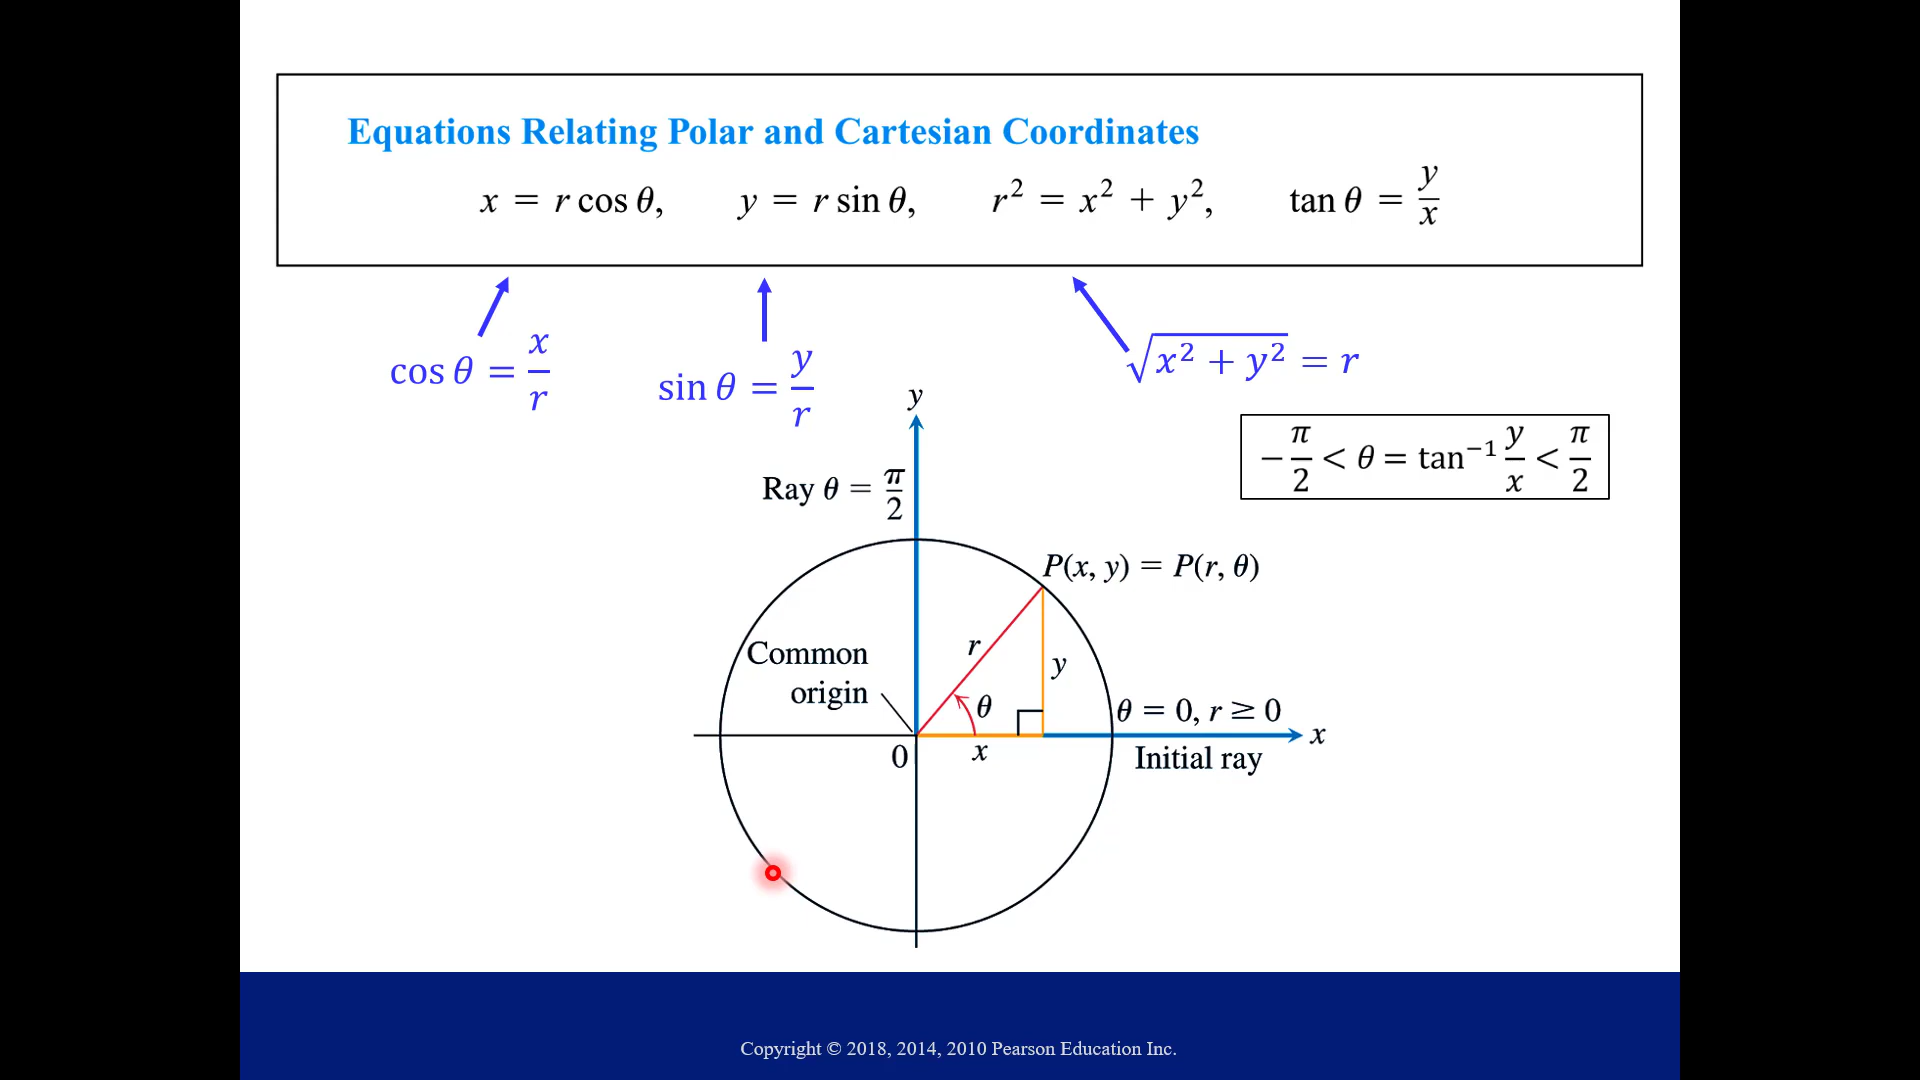 Equations Relating Polar and Cartesian Coordinates
x = r cos θ, y = r sin θ, r² = x² + y², tan θ = y/x
cos θ = x/r
sin θ = y/r
√(x² + y²) = r
−π/2 < θ = tan⁻¹ y/x < π/2
y
Ray θ = π/2
P(x, y) = P(r, θ)
Common
origin
r
y
θ
θ = 0, r ≥ 0
x
0
x
Initial ray
Copyright © 2018, 2014, 2010 Pearson Education Inc.